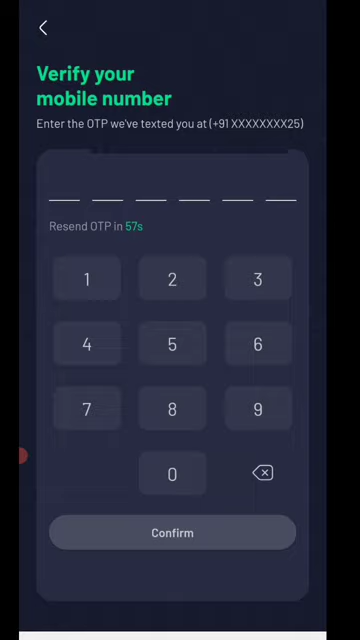 Verify your
mobile number
Enter the OTP we've texted you at (+91 XXXXXXXX25)
Resend OTP in 57s
1 2 3
4 5 6
7 8 9
0
Confirm